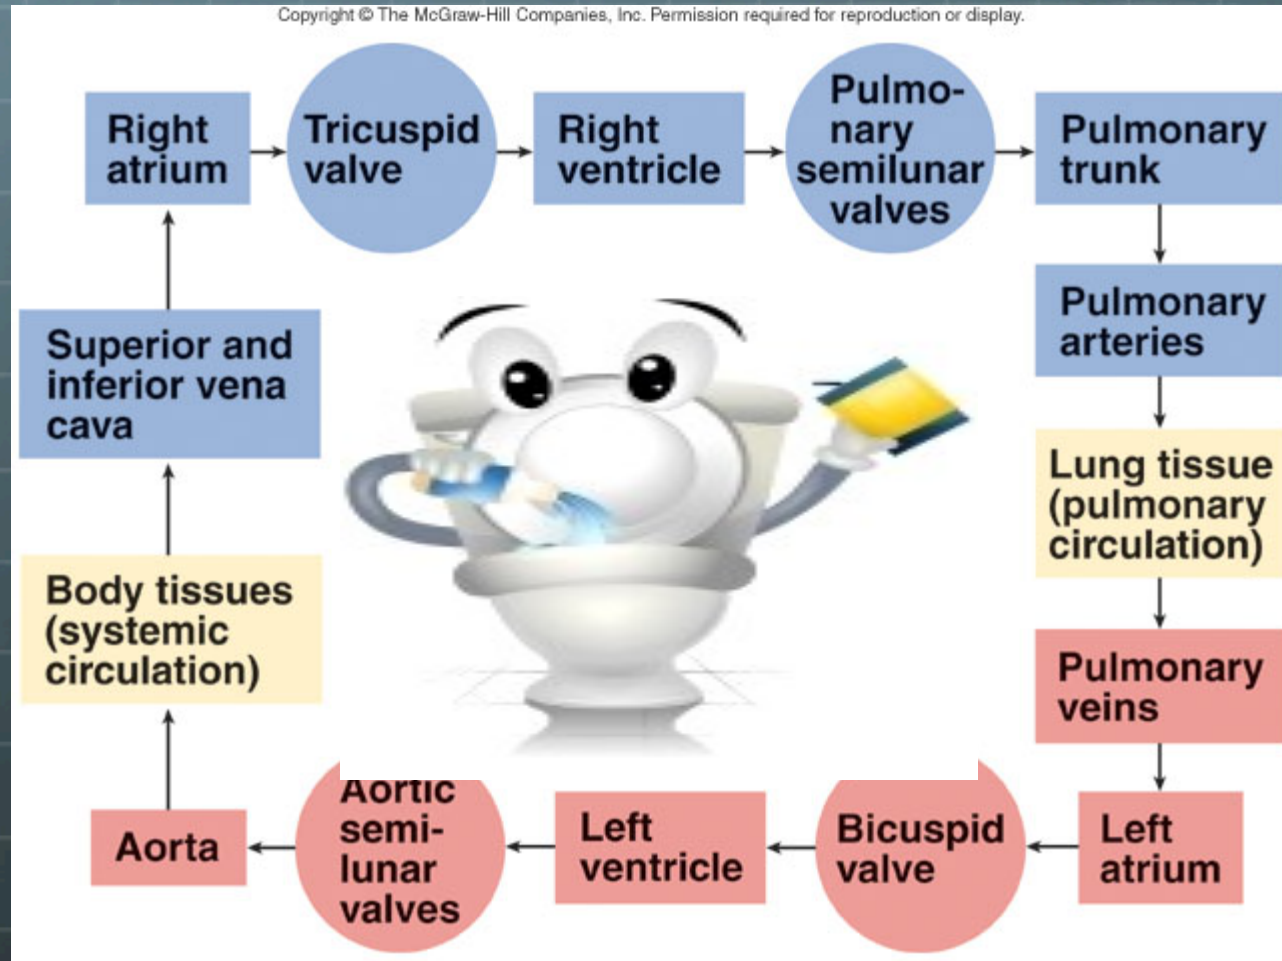 Copyright © The McGraw-Hill Companies, Inc. Permission required for reproduction or display.
Right
atrium
Tricuspid
valve
Right
ventricle
Pulmo-
nary
semilunar
valves
Pulmonary
trunk
Pulmonary
arteries
Lung tissue
(pulmonary
circulation)
Pulmonary
veins
Left
atrium
Bicuspid
valve
Left
ventricle
Aortic
semi-
lunar
valves
Aorta
Body tissues
(systemic
circulation)
Superior and
inferior vena
cava